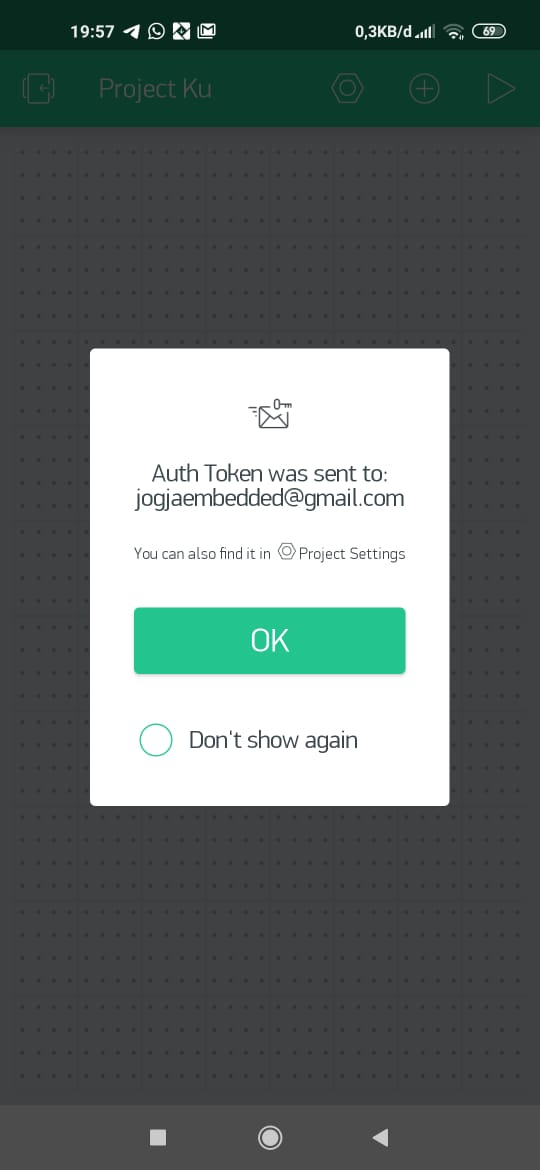 19:57
0,3KB/d
69
Project Ku
Auth Token was sent to:
jogjaembedded@gmail.com
You can also find it in Project Settings
OK
Don't show again